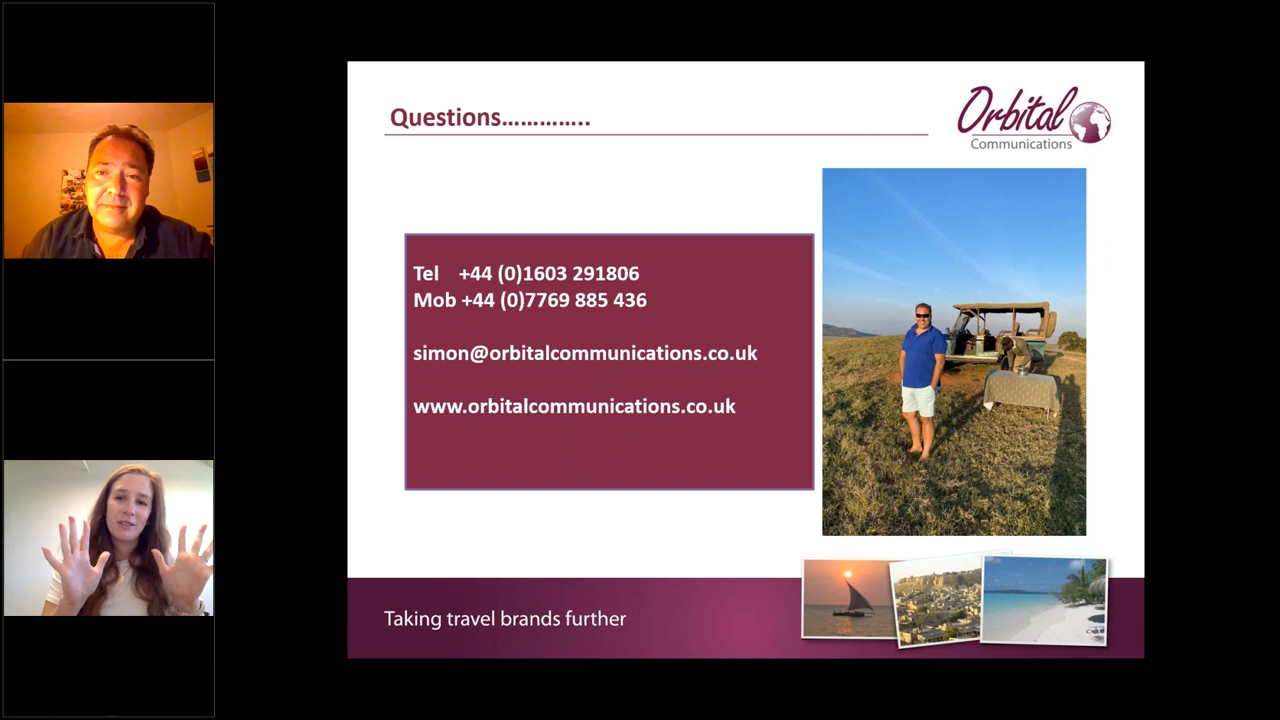 Questions…………..
Orbital
Communications
Tel +44 (0)1603 291806
Mob +44 (0)7769 885 436
simon@orbitalcommunications.co.uk
www.orbitalcommunications.co.uk
Taking travel brands further